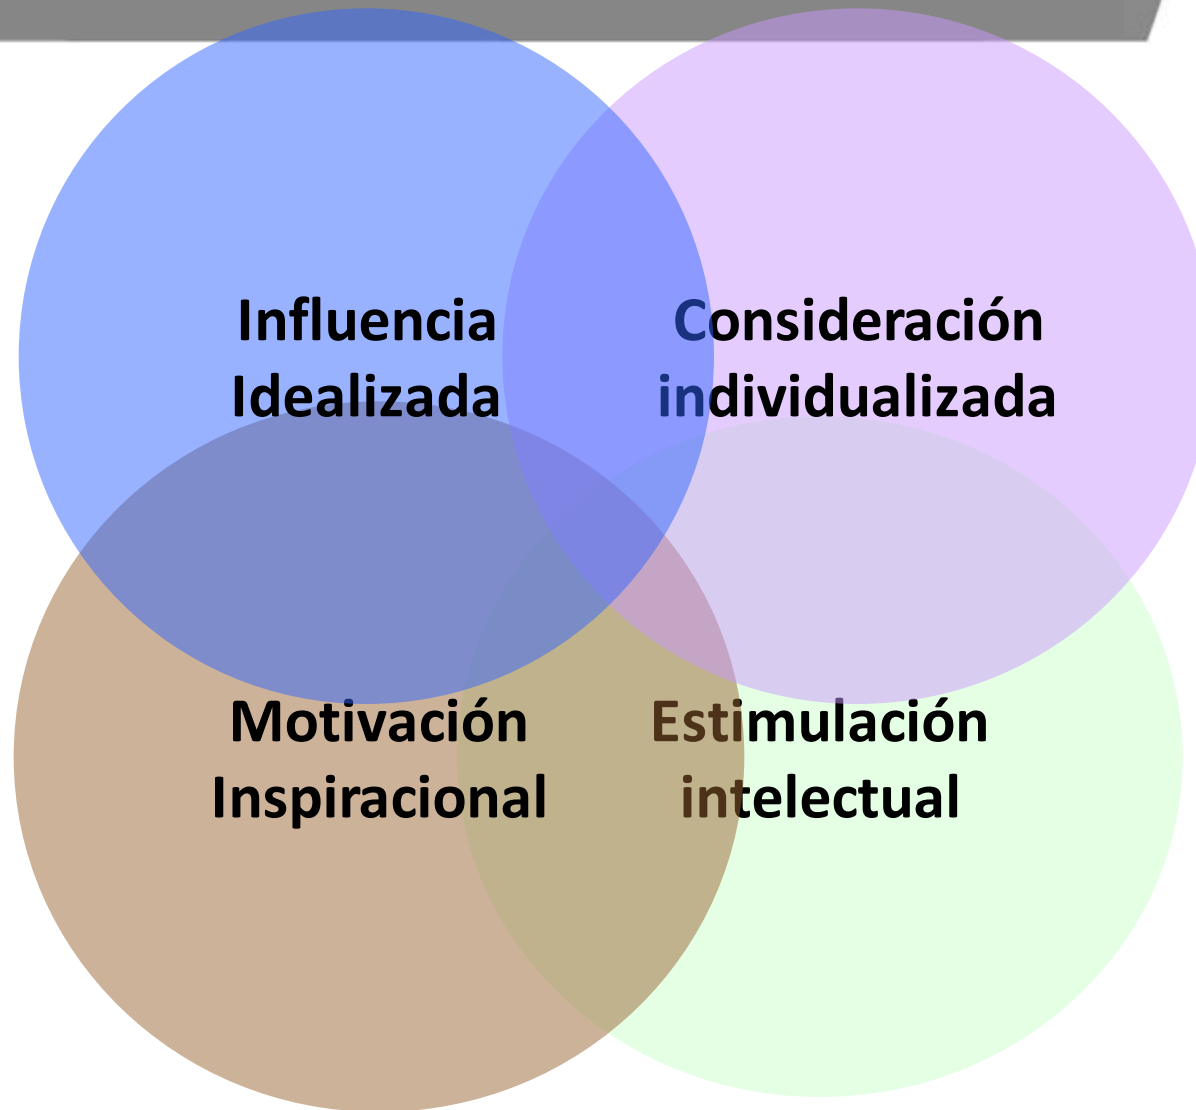 Influencia
Idealizada
Consideración
individualizada
Motivación
Inspiracional
Estimulación
intelectual